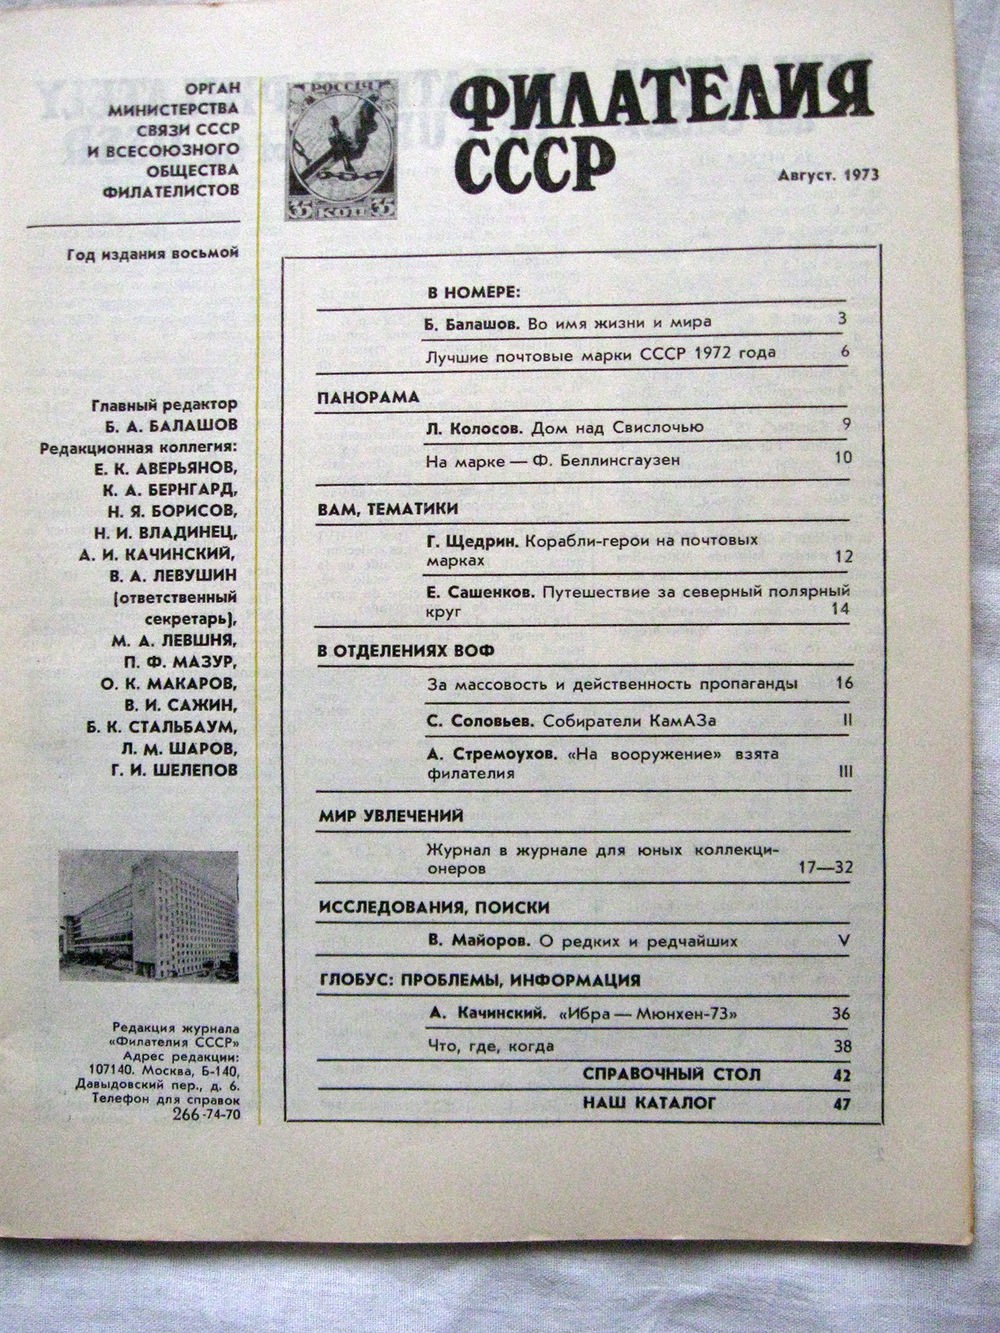 ОРГАН
МИНИСТЕРСТВА
СВЯЗИ СССР
И ВСЕСОЮЗНОГО
ОБЩЕСТВА
ФИЛАТЕЛИСТОВ
Год издания восьмой
Главный редактор
Б. А. БАЛАШОВ
Редакционная коллегия:
Е. К. АВЕРЬЯНОВ,
К. А. БЕРНГАРД,
Н. Я. БОРИСОВ,
Н. И. ВЛАДИНЕЦ,
А. И. КАЧИНСКИЙ,
В. А. ЛЕВУШИН
(ответственный
секретарь),
М. А. ЛЕВШНЯ,
П. Ф. МАЗУР,
О. К. МАКАРОВ,
В. И. САЖИН,
Б. К. СТАЛЬБАУМ,
Л. М. ШАРОВ,
Г. И. ШЕЛЕПОВ
Редакция журнала
«Филателия СССР»
Адрес редакции:
107140. Москва, Б-140,
Давыдовский пер., д. 6.
Телефон для справок
266-74-70
РОССIЯ
35 КОП 35
ФИЛАТЕЛИЯ
СССР
Август. 1973
В НОМЕРЕ:
Б. Балашов. Во имя жизни и мира 3
Лучшие почтовые марки СССР 1972 года 6
ПАНОРАМА
Л. Колосов. Дом над Свислочью 9
На марке — Ф. Беллинсгаузен 10
ВАМ, ТЕМАТИКИ
Г. Щедрин. Корабли-герои на почтовых
марках 12
Е. Сашенков. Путешествие за северный полярный
круг 14
В ОТДЕЛЕНИЯХ ВОФ
За массовость и действенность пропаганды 16
С. Соловьев. Собиратели КамАЗа II
А. Стремоухов. «На вооружение» взята
филателия III
МИР УВЛЕЧЕНИЙ
Журнал в журнале для юных коллекци-
онеров 17—32
ИССЛЕДОВАНИЯ, ПОИСКИ
В. Майоров. О редких и редчайших V
ГЛОБУС: ПРОБЛЕМЫ, ИНФОРМАЦИЯ
А. Качинский. «Ибра — Мюнхен-73» 36
Что, где, когда 38
СПРАВОЧНЫЙ СТОЛ 42
НАШ КАТАЛОГ 47